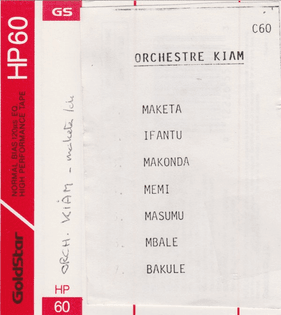 GS
C60
ORCHESTRE KIAM
MAKETA
IFANTU
MAKONDA
MEMI
MASUMU
MBALE
BAKULE
HP60
NORMAL BIAS 120µs EQ
HIGH PERFORMANCE TAPE
GoldStar
ORCH. KIAM - maketa
HP
60